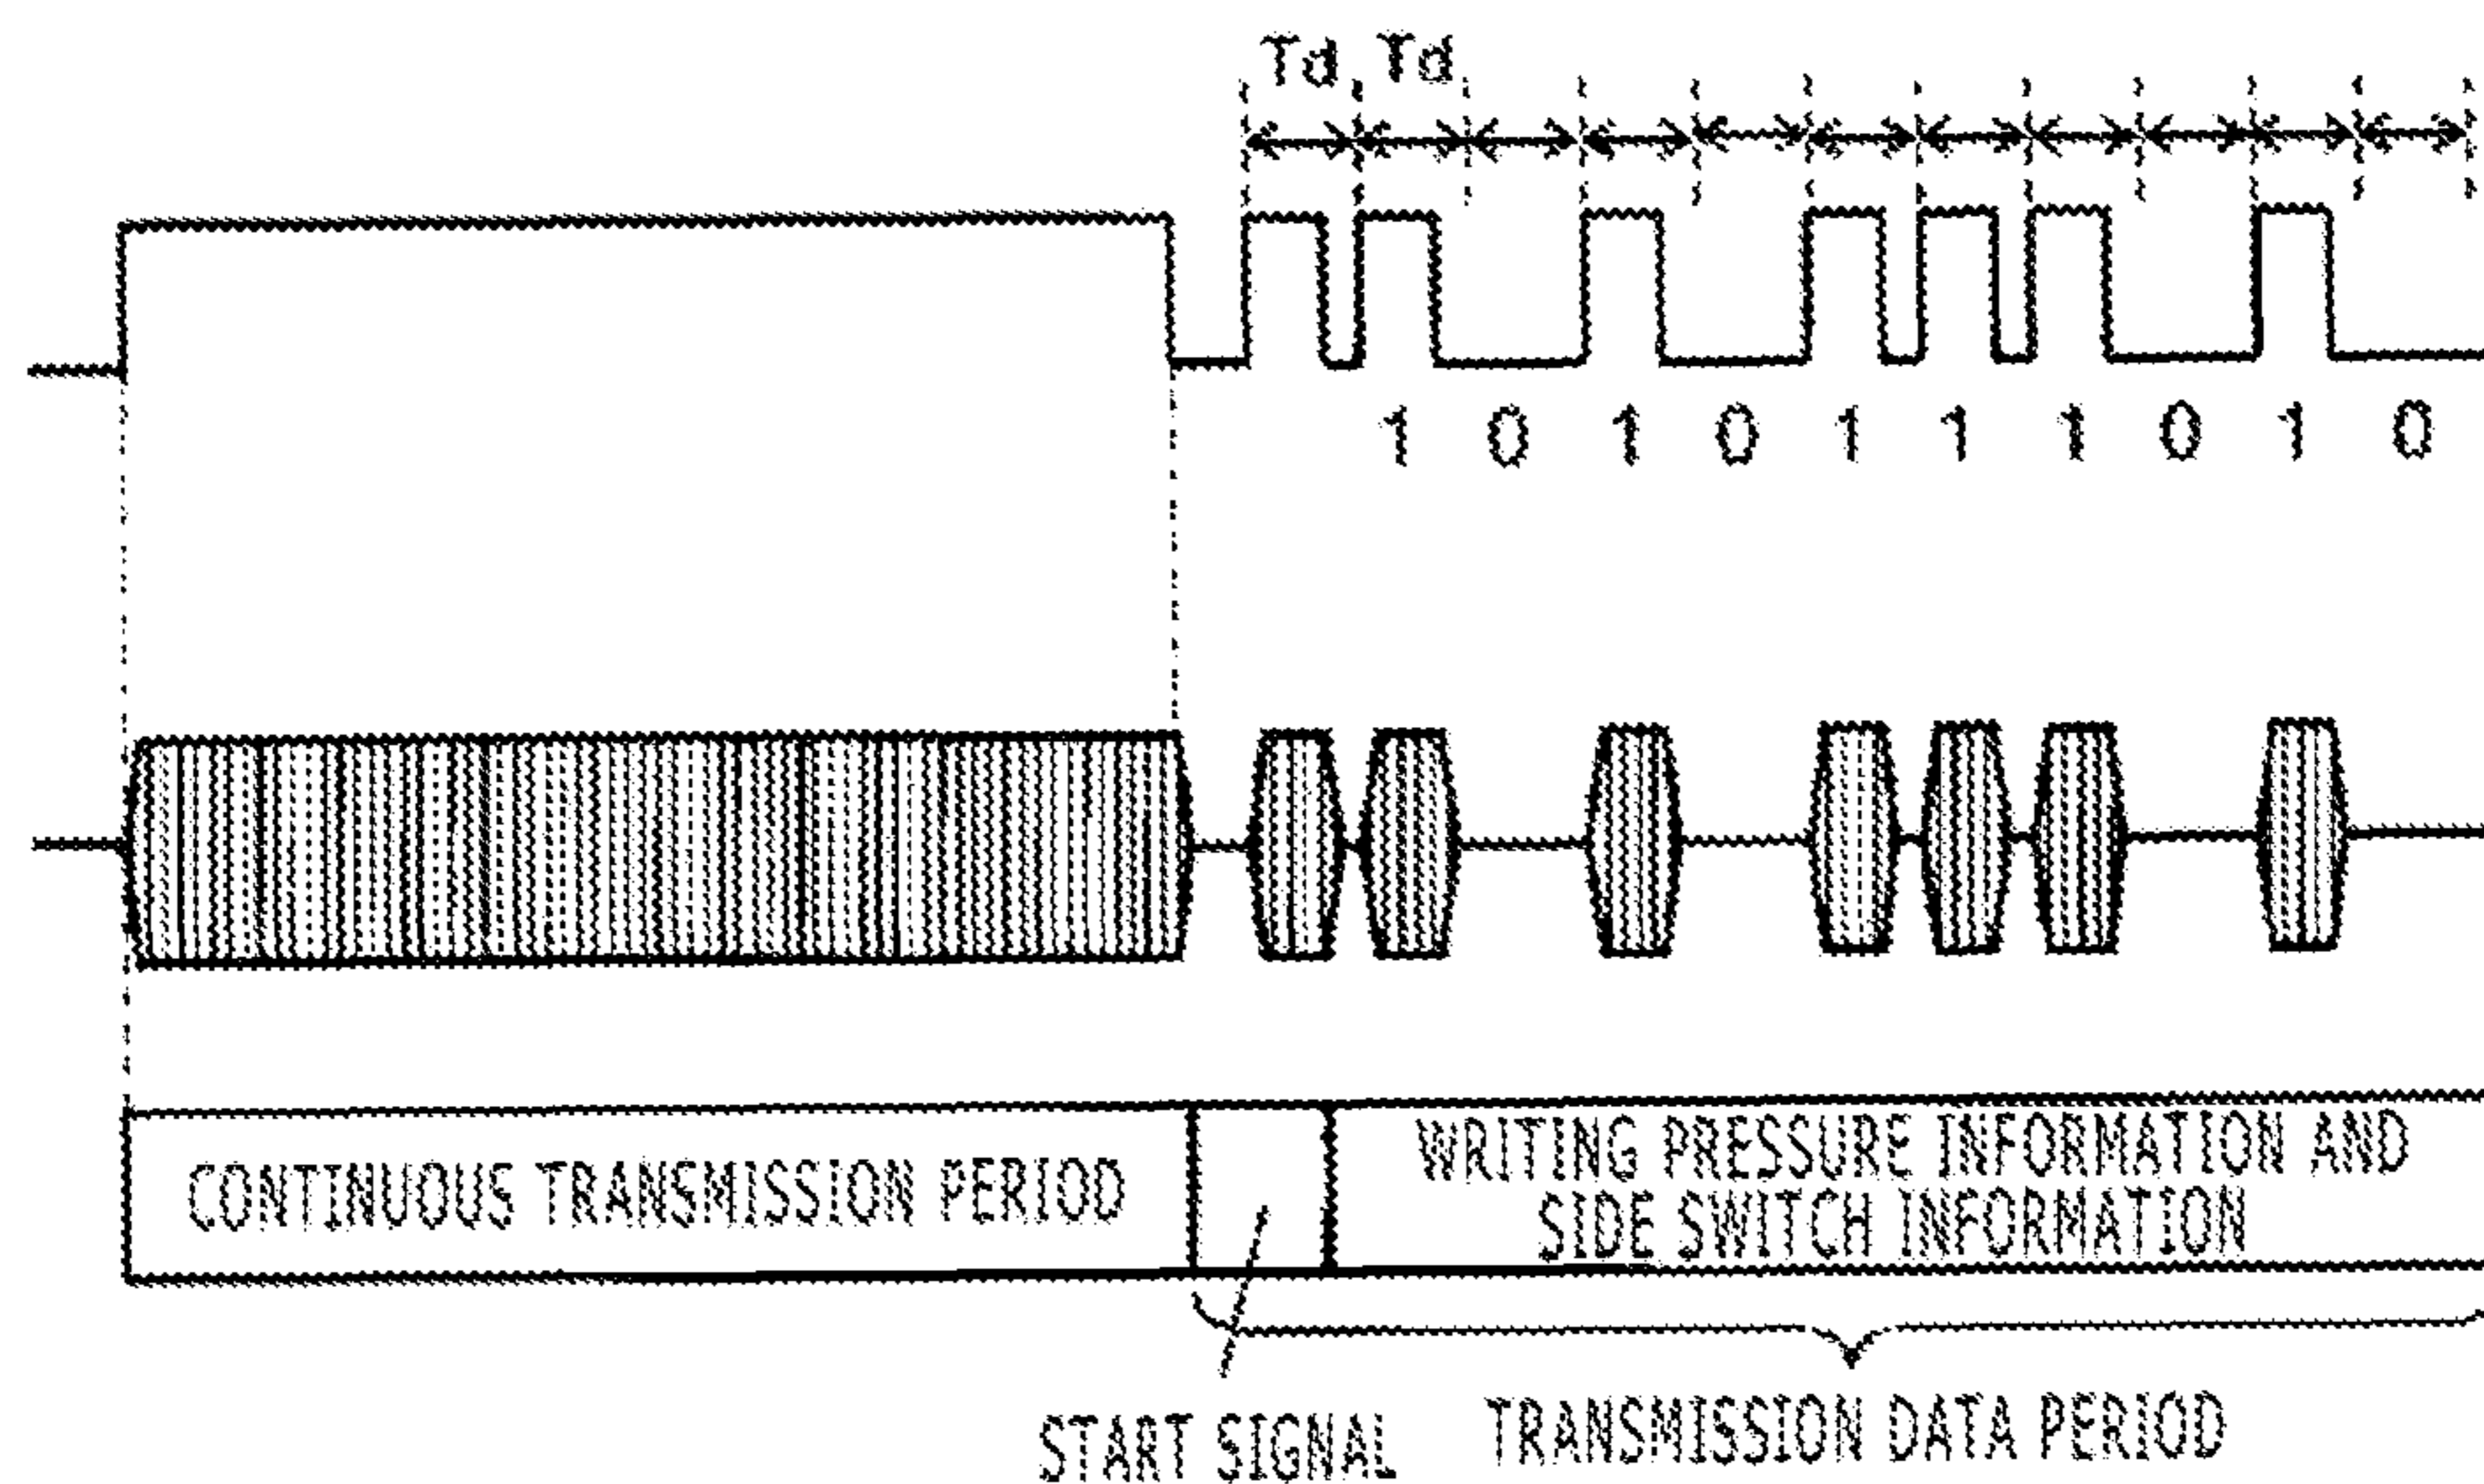 Td Td
1 0 1 0 1 1 1 0 1 0
CONTINUOUS TRANSMISSION PERIOD
WRITING PRESSURE INFORMATION AND
SIDE SWITCH INFORMATION
START SIGNAL
TRANSMISSION DATA PERIOD